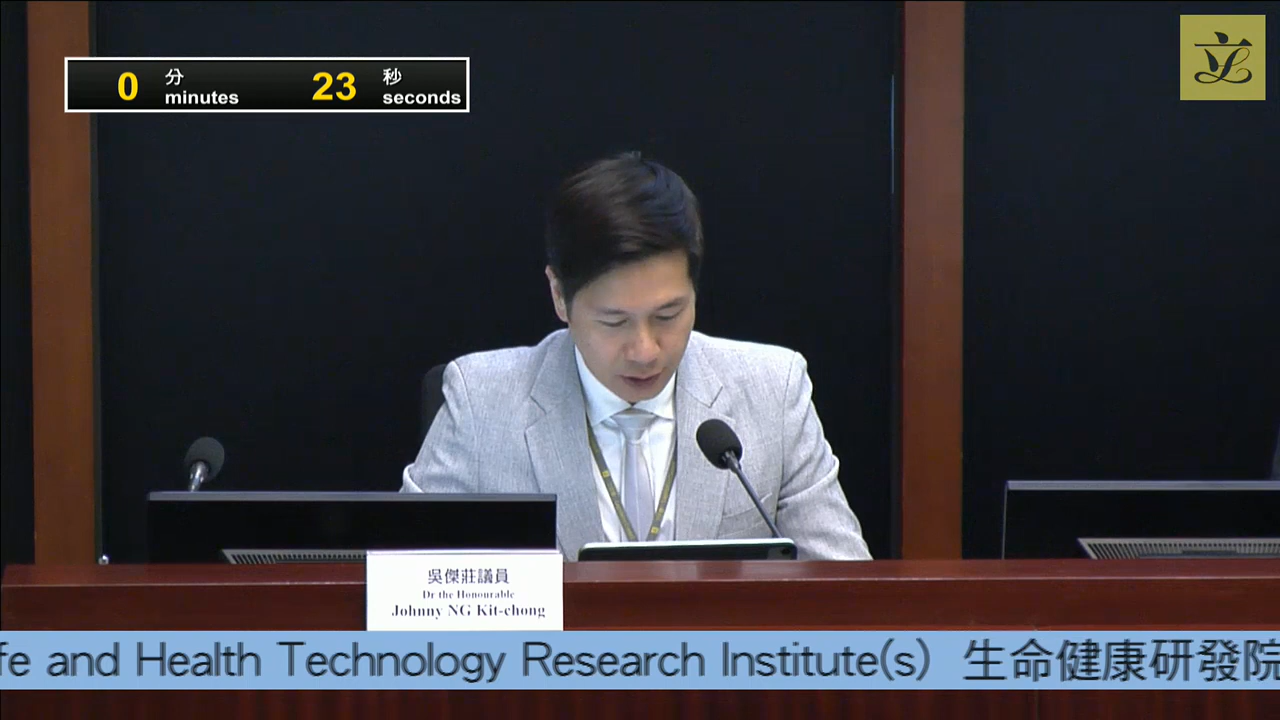 0 分 23 秒
minutes seconds
吳傑莊議員
Dr the Honourable
Johnny NG Kit-chong
fe and Health Technology Research Institute(s) 生命健康研發院